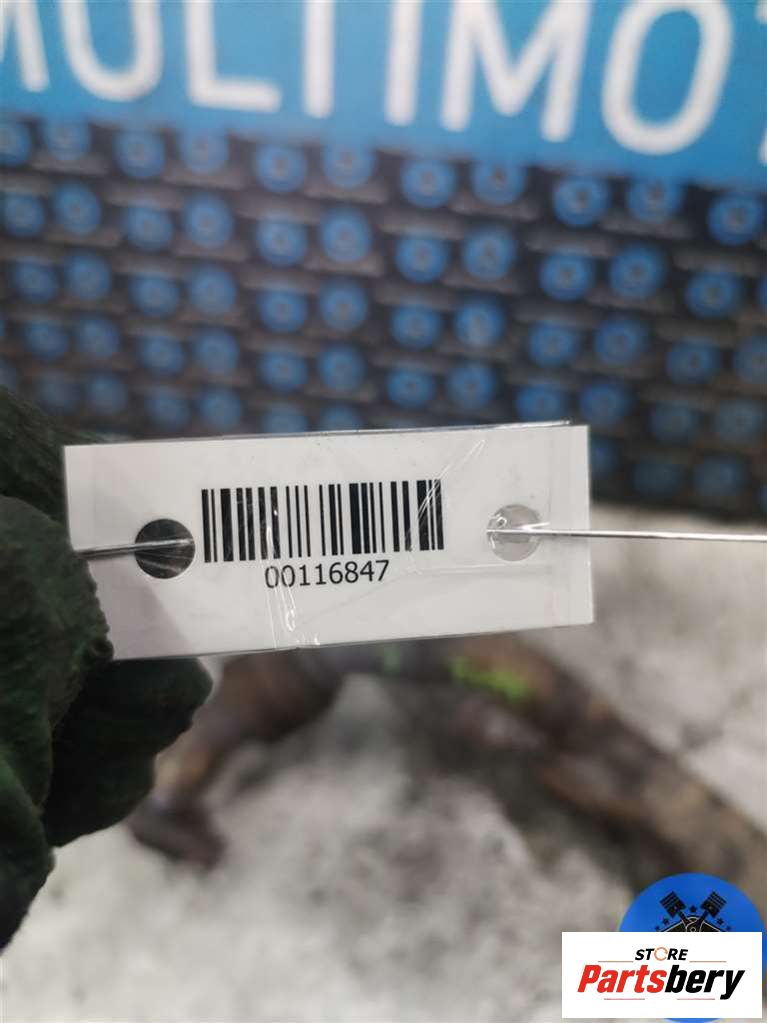 MULTIMOT
00116847
STORE
Partsbery